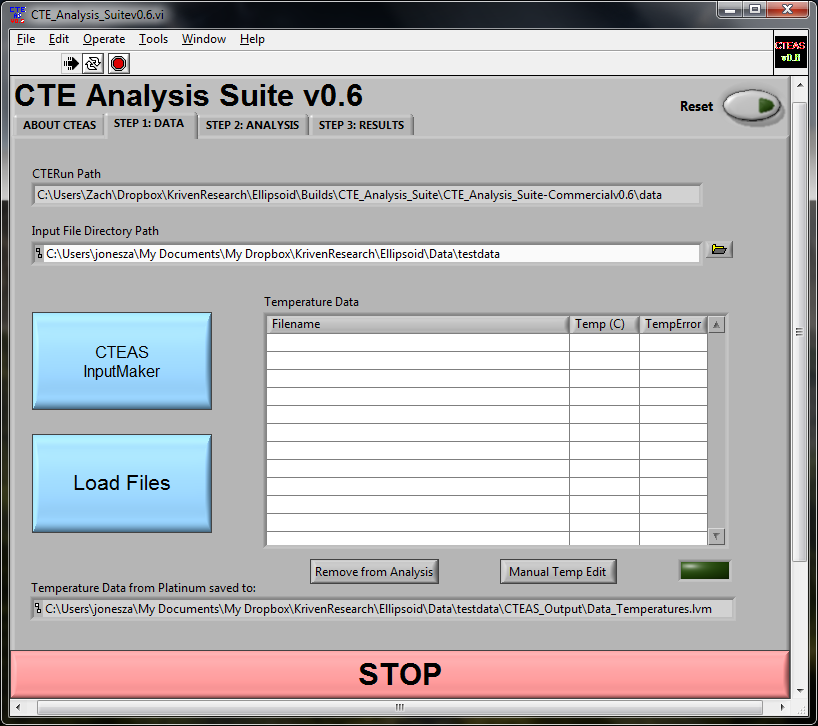 CTE_Analysis_Suitev0.6.vi
File Edit Operate Tools Window Help
CTEAS
v0.6
CTE Analysis Suite v0.6
Reset
ABOUT CTEAS STEP 1: DATA STEP 2: ANALYSIS STEP 3: RESULTS
CTERun Path
C:\Users\Zach\Dropbox\KrivenResearch\Ellipsoid\Builds\CTE_Analysis_Suite\CTE_Analysis_Suite-Commercialv0.6\data
Input File Directory Path
C:\Users\jonesza\My Documents\My Dropbox\KrivenResearch\Ellipsoid\Data\testdata
Temperature Data
Filename Temp (C) TempError
CTEAS
InputMaker
Load Files
Remove from Analysis Manual Temp Edit
Temperature Data from Platinum saved to:
C:\Users\jonesza\My Documents\My Dropbox\KrivenResearch\Ellipsoid\Data\testdata\CTEAS_Output\Data_Temperatures.lvm
STOP